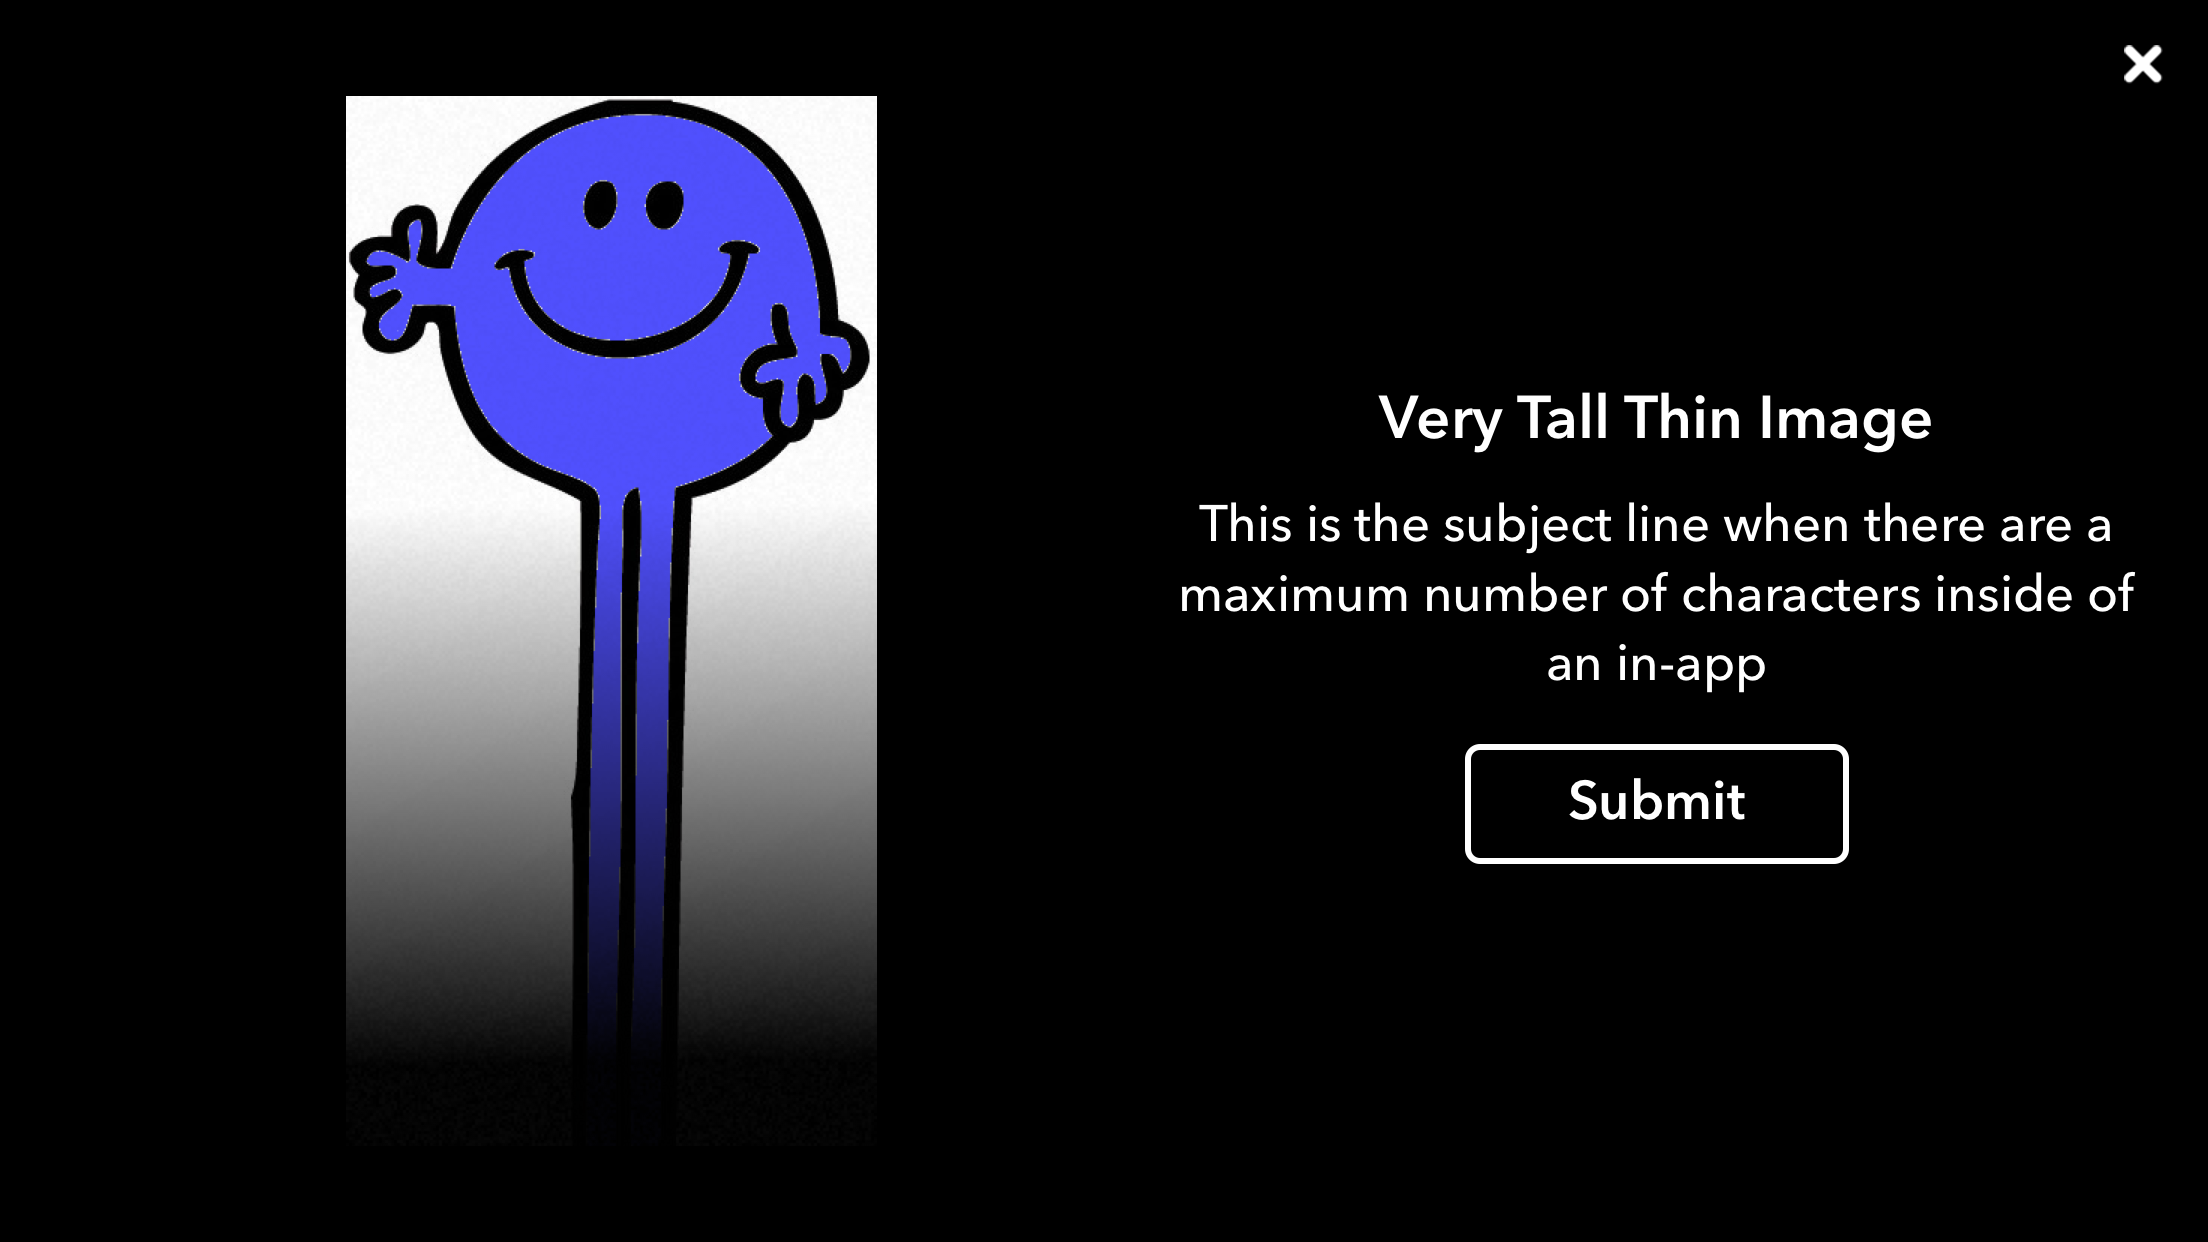 Very Tall Thin Image
This is the subject line when there are a
maximum number of characters inside of
an in-app
Submit